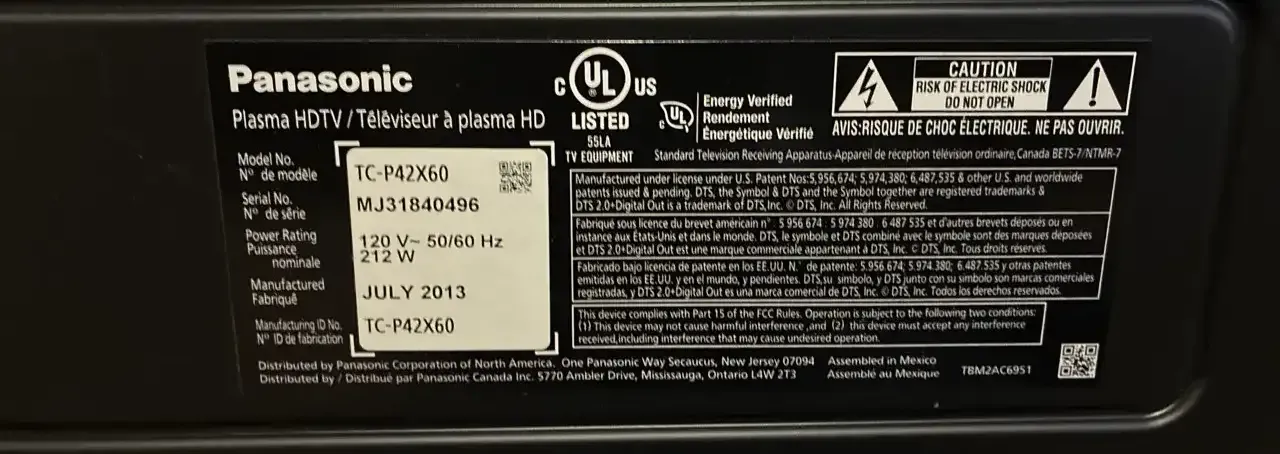 Panasonic
Plasma HDTV / Téléviseur à plasma HD
Model No.
N° de modèle
TC-P42X60
Serial No.
N° de série
MJ31840496
Power Rating
Puissance
nominale
120 V~ 50/60 Hz
212 W
Manufactured
Fabriqué
JULY 2013
Manufacturing ID No.
N° ID de fabrication
TC-P42X60
C UL US
®
LISTED
55LA
TV EQUIPMENT
c UL
Energy Verified
Rendement
Énergétique Vérifié
CAUTION
RISK OF ELECTRIC SHOCK
DO NOT OPEN
AVIS:RISQUE DE CHOC ÉLECTRIQUE. NE PAS OUVRIR.
Standard Television Receiving Apparatus-Appareil de réception télévision ordinaire,Canada BETS-7/NTMR-7
Manufactured under license under U.S. Patent Nos:5,956,674; 5,974,380; 6,487,535 & other U.S. and worldwide
patents issued & pending. DTS, the Symbol & DTS and the Symbol together are registered trademarks &
DTS 2.0+Digital Out is a trademark of DTS,Inc. © DTS, Inc. All Rights Reserved.
Fabriqué sous licence du brevet américain n° : 5 956 674 . 5 974 380 . 6 487 535 et d'autres brevets déposés ou en
instance aux États-Unis et dans le monde. DTS, le symbole et DTS combiné avec le symbole sont des marques déposées
et DTS 2.0+Digital Out est une marque commerciale appartenant à DTS, Inc. © DTS, Inc. Tous droits réservés.
Fabricado bajo licencia de patente en los EE.UU. N.° de patente: 5.956.674; 5.974.380; 6.487.535 y otras patentes
emitidas en los EE.UU. y en el mundo, y pendientes. DTS,su símbolo, y DTS junto con su símbolo son marcas comerciales
registradas, y DTS 2.0+Digital Out es una marca comercial de DTS, Inc. © DTS, Inc. Todos los derechos reservados.
This device complies with Part 15 of the FCC Rules. Operation is subject to the following two conditions:
(1) This device may not cause harmful interference ,and (2) this device must accept any interference
received,including interference that may cause undesired operation.
Distributed by Panasonic Corporation of North America. One Panasonic Way Secaucus, New Jersey 07094 Assembled in Mexico
Distributed by / Distribué par Panasonic Canada Inc. 5770 Ambler Drive, Mississauga, Ontario L4W 2T3 Assemblé au Mexique
TBM2AC6951